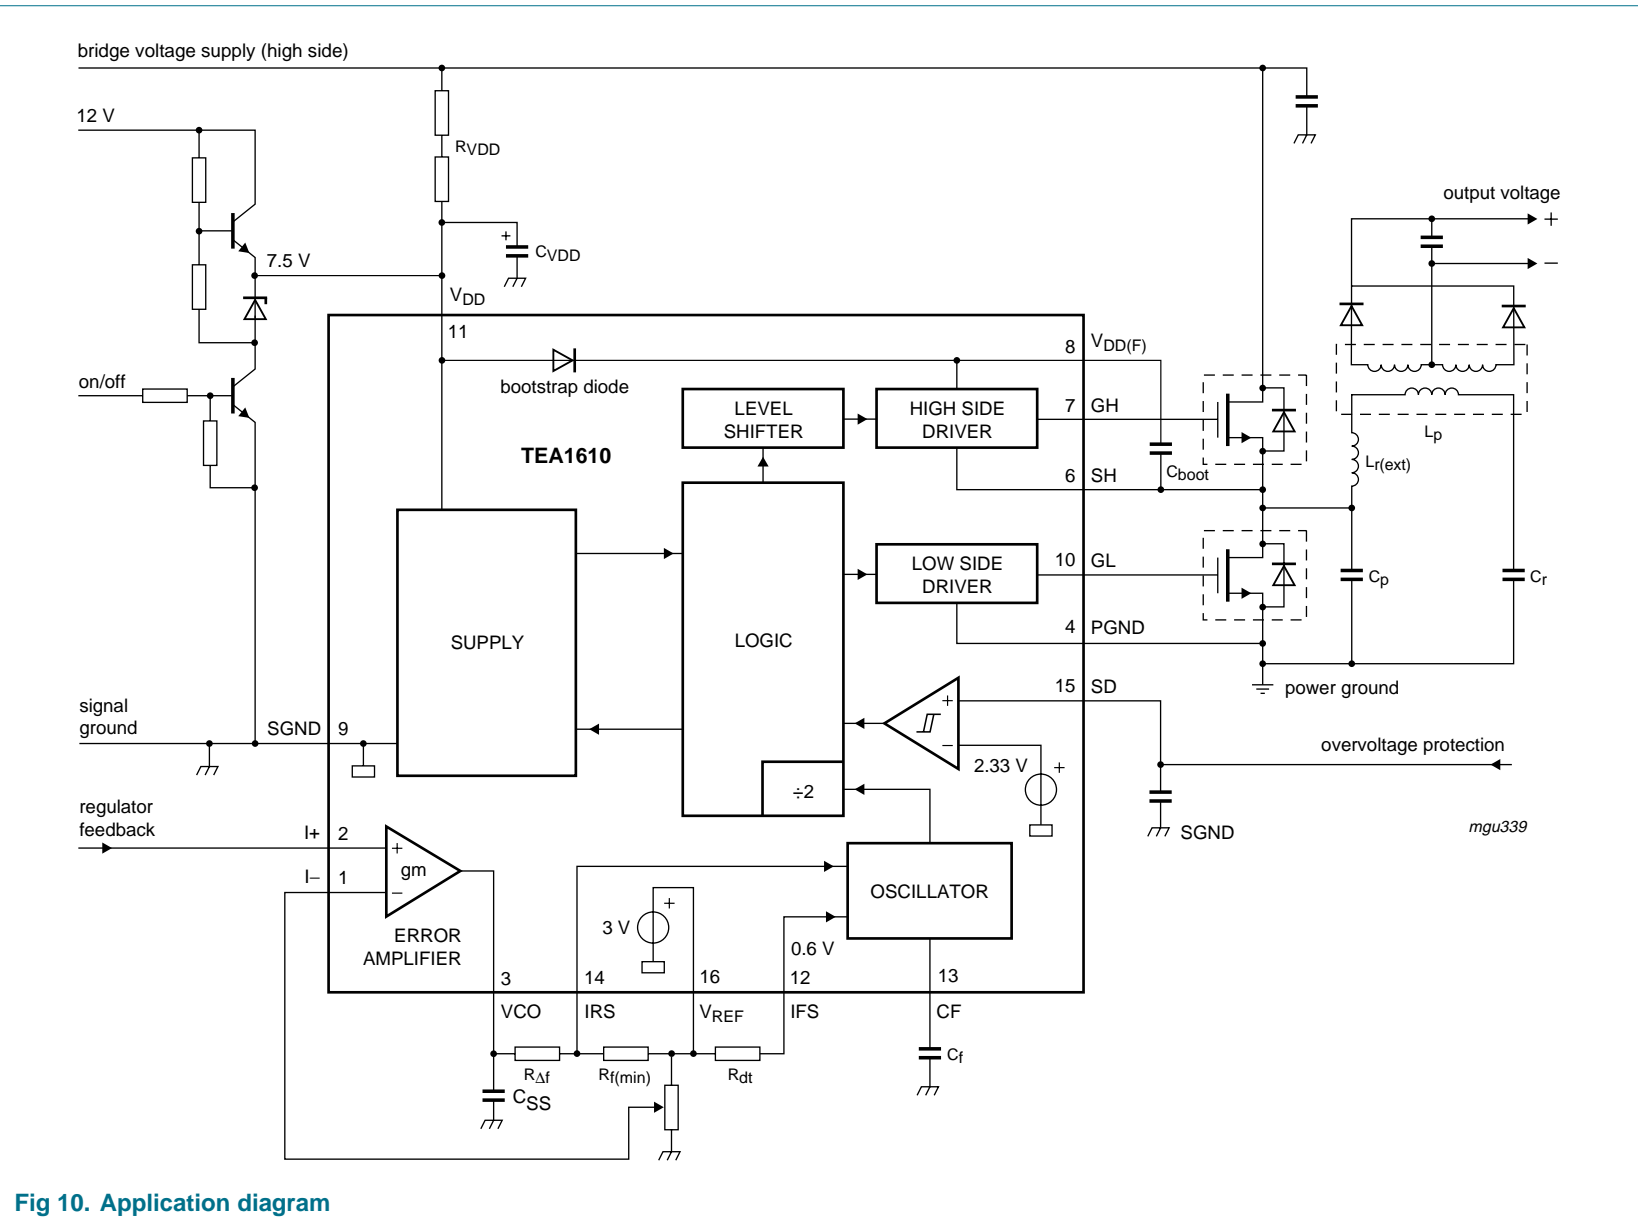 bridge voltage supply (high side)
12 V
RVDD
output voltage
+
−
7.5 V
+
CVDD
VDD
11
8
VDD(F)
on/off
bootstrap diode
LEVEL
SHIFTER
HIGH SIDE
DRIVER
7
GH
Lp
Lr(ext)
TEA1610
6
SH
Cboot
LOW SIDE
DRIVER
10
GL
Cp
Cr
SUPPLY
LOGIC
4
PGND
power ground
15
SD
signal
ground
SGND
9
+
−
2.33 V
+
overvoltage protection
÷2
SGND
mgu339
regulator
feedback
I+
2
+
gm
I−
1
−
OSCILLATOR
3 V
+
ERROR
AMPLIFIER
0.6 V
3
14
16
12
13
VCO
IRS
VREF
IFS
CF
RΔf
Rf(min)
Rdt
Cf
CSS
Fig 10. Application diagram